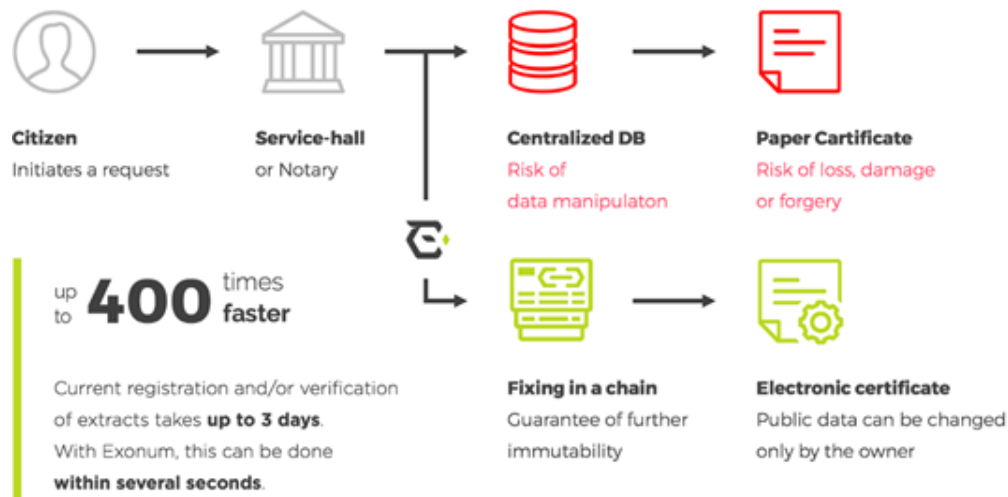 Citizen
Initiates a request
Service-hall
or Notary
Centralized DB
Risk of
data manipulaton
Paper Cartificate
Risk of loss, damage
or forgery
up
to
400
times
faster
Current registration and/or verification
of extracts takes up to 3 days.
With Exonum, this can be done
within several seconds.
Fixing in a chain
Guarantee of further
immutability
Electronic certificate
Public data can be changed
only by the owner